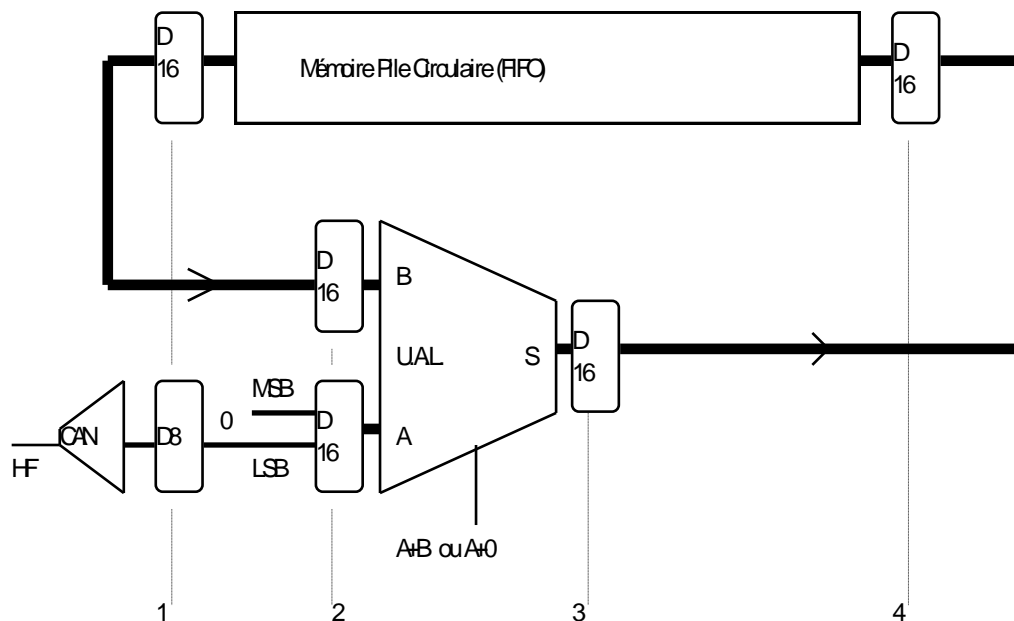 D
16
Mémoire Pile Circulaire (FIFO)
D
16
D
16
B
U.A.L.
S
D
16
MSB
0
D
16
A
CAN
D8
HF
LSB
A+B ou A+0
1
2
3
4